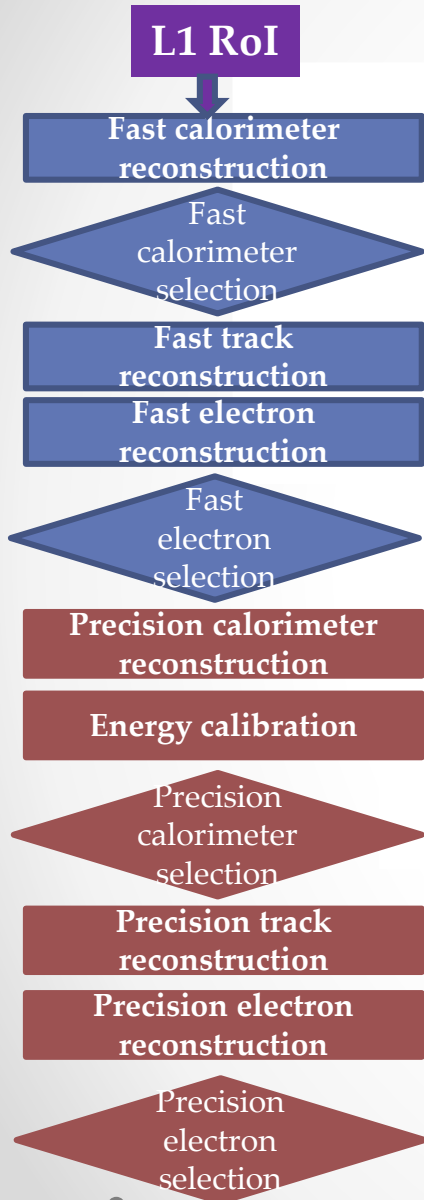 L1 RoI
Fast calorimeter
reconstruction
Fast
calorimeter
selection
Fast track
reconstruction
Fast electron
reconstruction
Fast
electron
selection
Precision calorimeter
reconstruction
Energy calibration
Precision
calorimeter
selection
Precision track
reconstruction
Precision electron
reconstruction
Precision
electron
selection